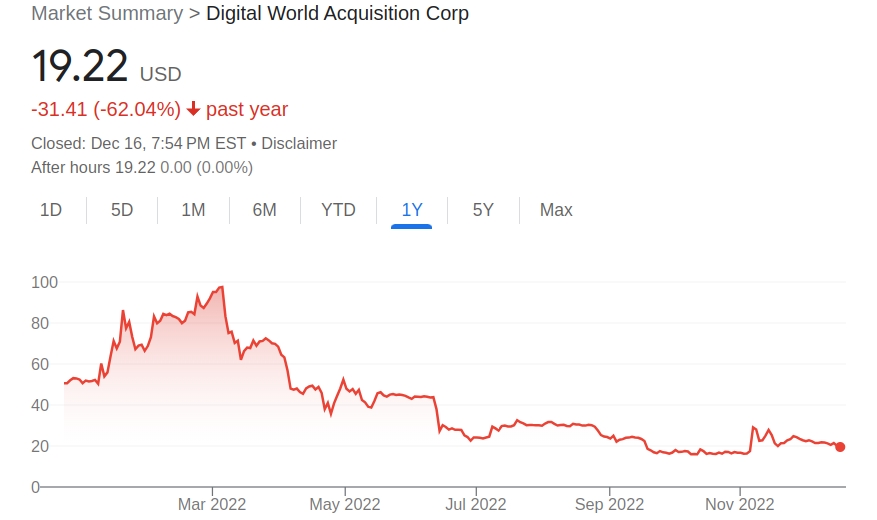 Market Summary > Digital World Acquisition Corp
19.22 USD
-31.41 (-62.04%) ↓ past year
Closed: Dec 16, 7:54 PM EST • Disclaimer
After hours 19.22 0.00 (0.00%)
1D 5D 1M 6M YTD 1Y 5Y Max
100
80
60
40
20
0
Mar 2022 May 2022 Jul 2022 Sep 2022 Nov 2022